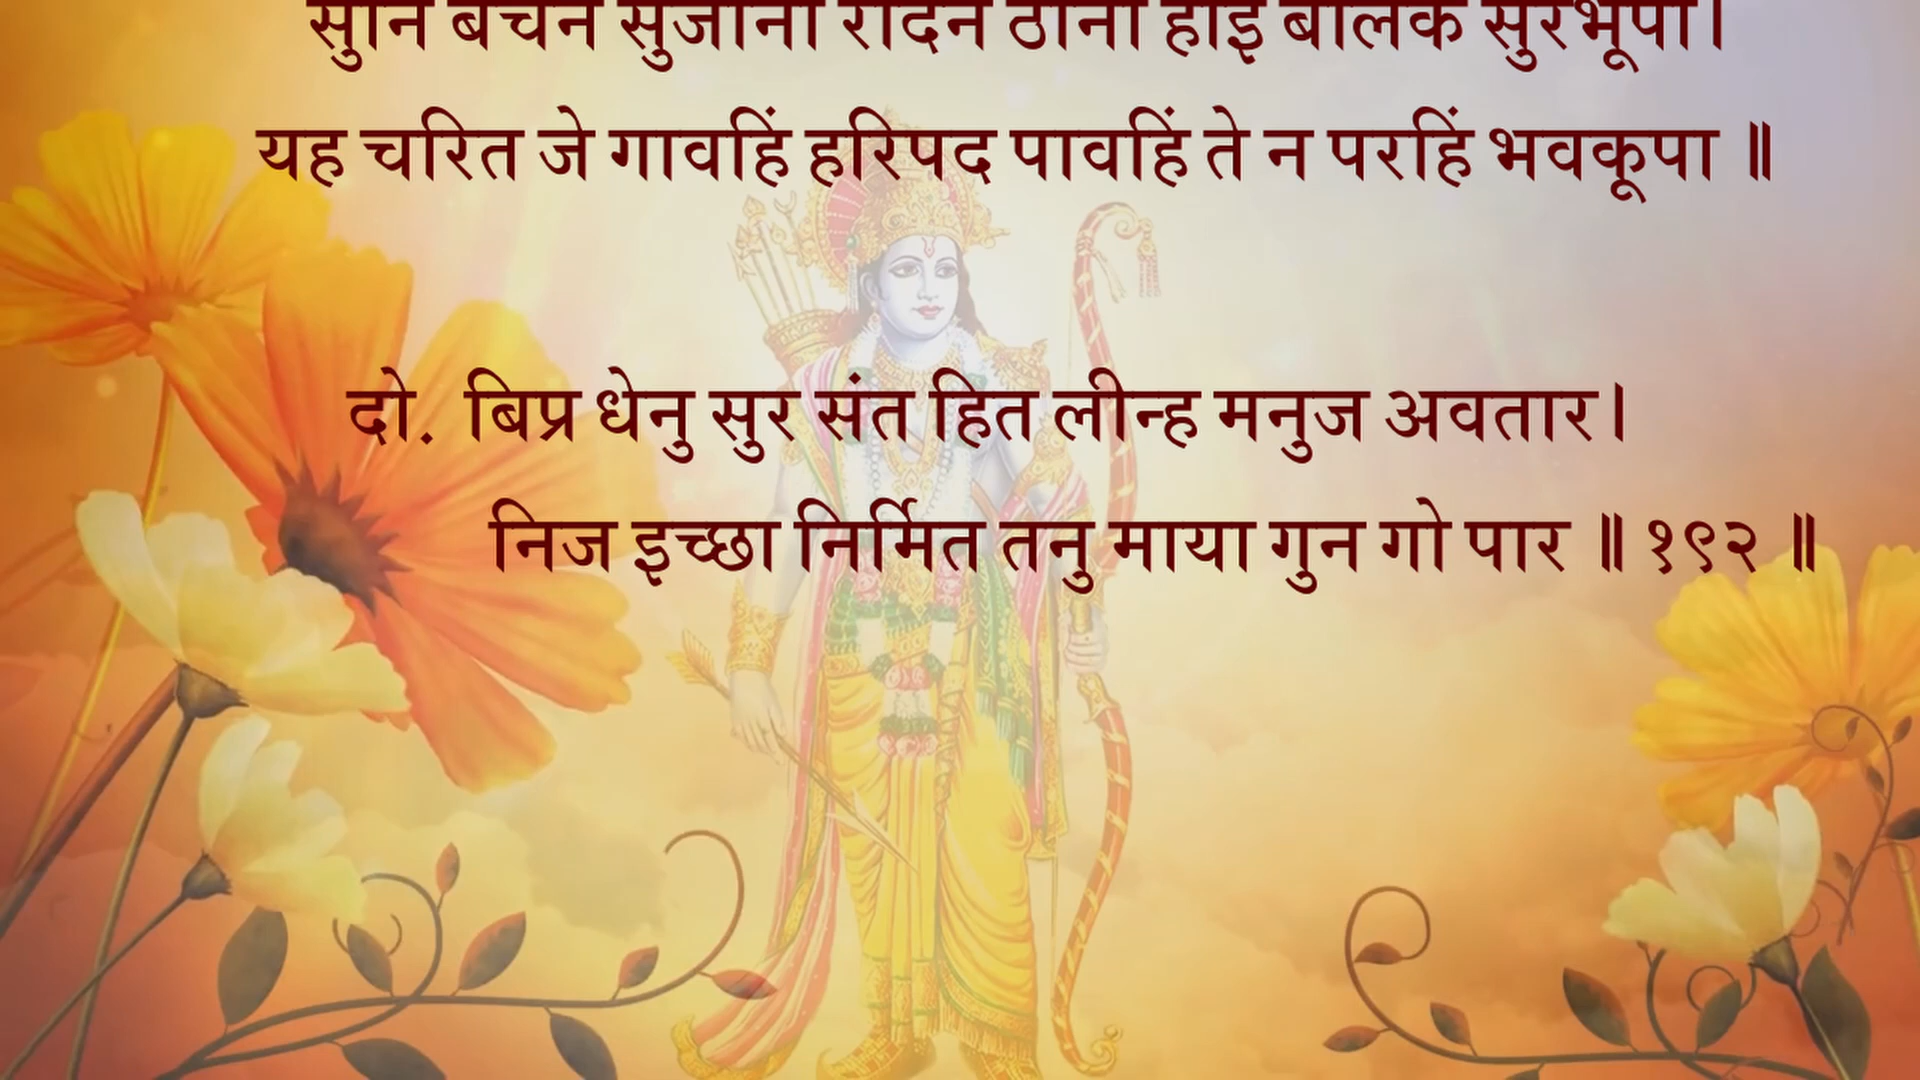 सुनि बचन सुजाना रोदन ठाना होइ बालक सुरभूपा।
यह चरित जे गावहिं हरिपद पावहिं ते न परहिं भवकूपा ॥
दो. बिप्र धेनु सुर संत हित लीन्ह मनुज अवतार।
निज इच्छा निर्मित तनु माया गुन गो पार ॥ १९२ ॥